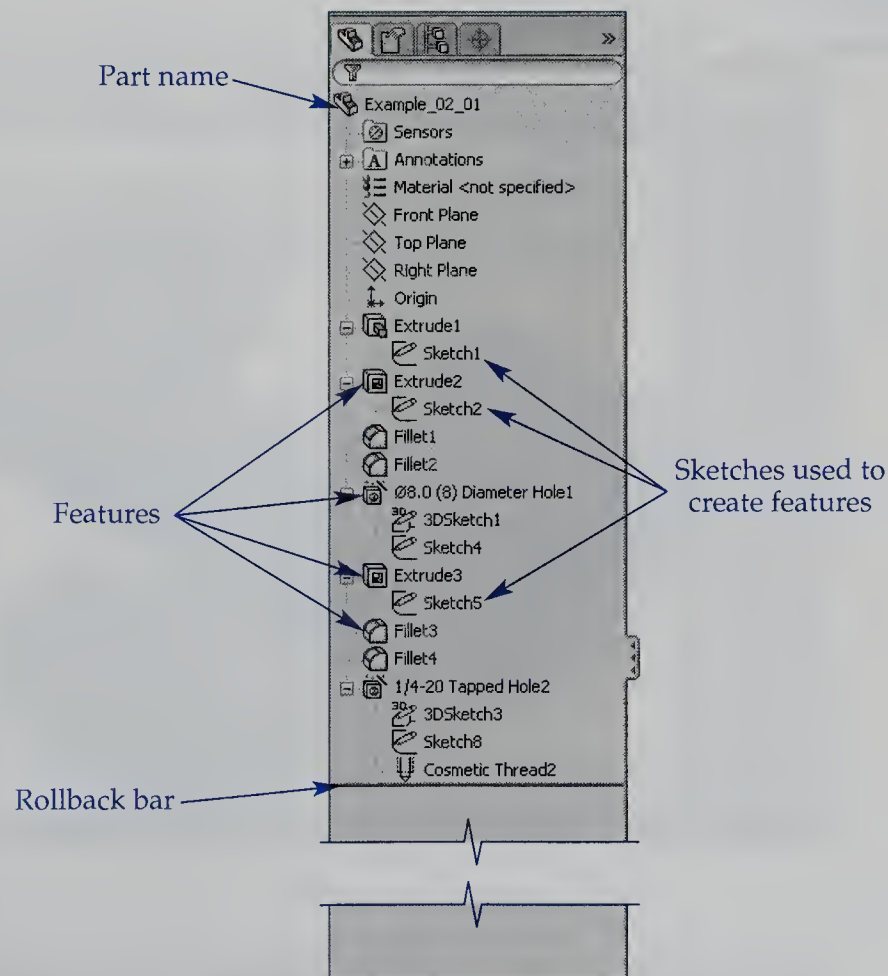 »
Part name
Example_02_01
Sensors
A Annotations
Material <not specified>
Front Plane
Top Plane
Right Plane
Origin
Extrude1
Sketch1
Extrude2
Sketch2
Fillet1
Fillet2
Sketches used to
create features
Features
Ø8.0 (8) Diameter Hole1
3D 3DSketch1
Sketch4
Extrude3
Sketch5
Fillet3
Fillet4
1/4-20 Tapped Hole2
3D 3DSketch3
Sketch8
Cosmetic Thread2
Rollback bar